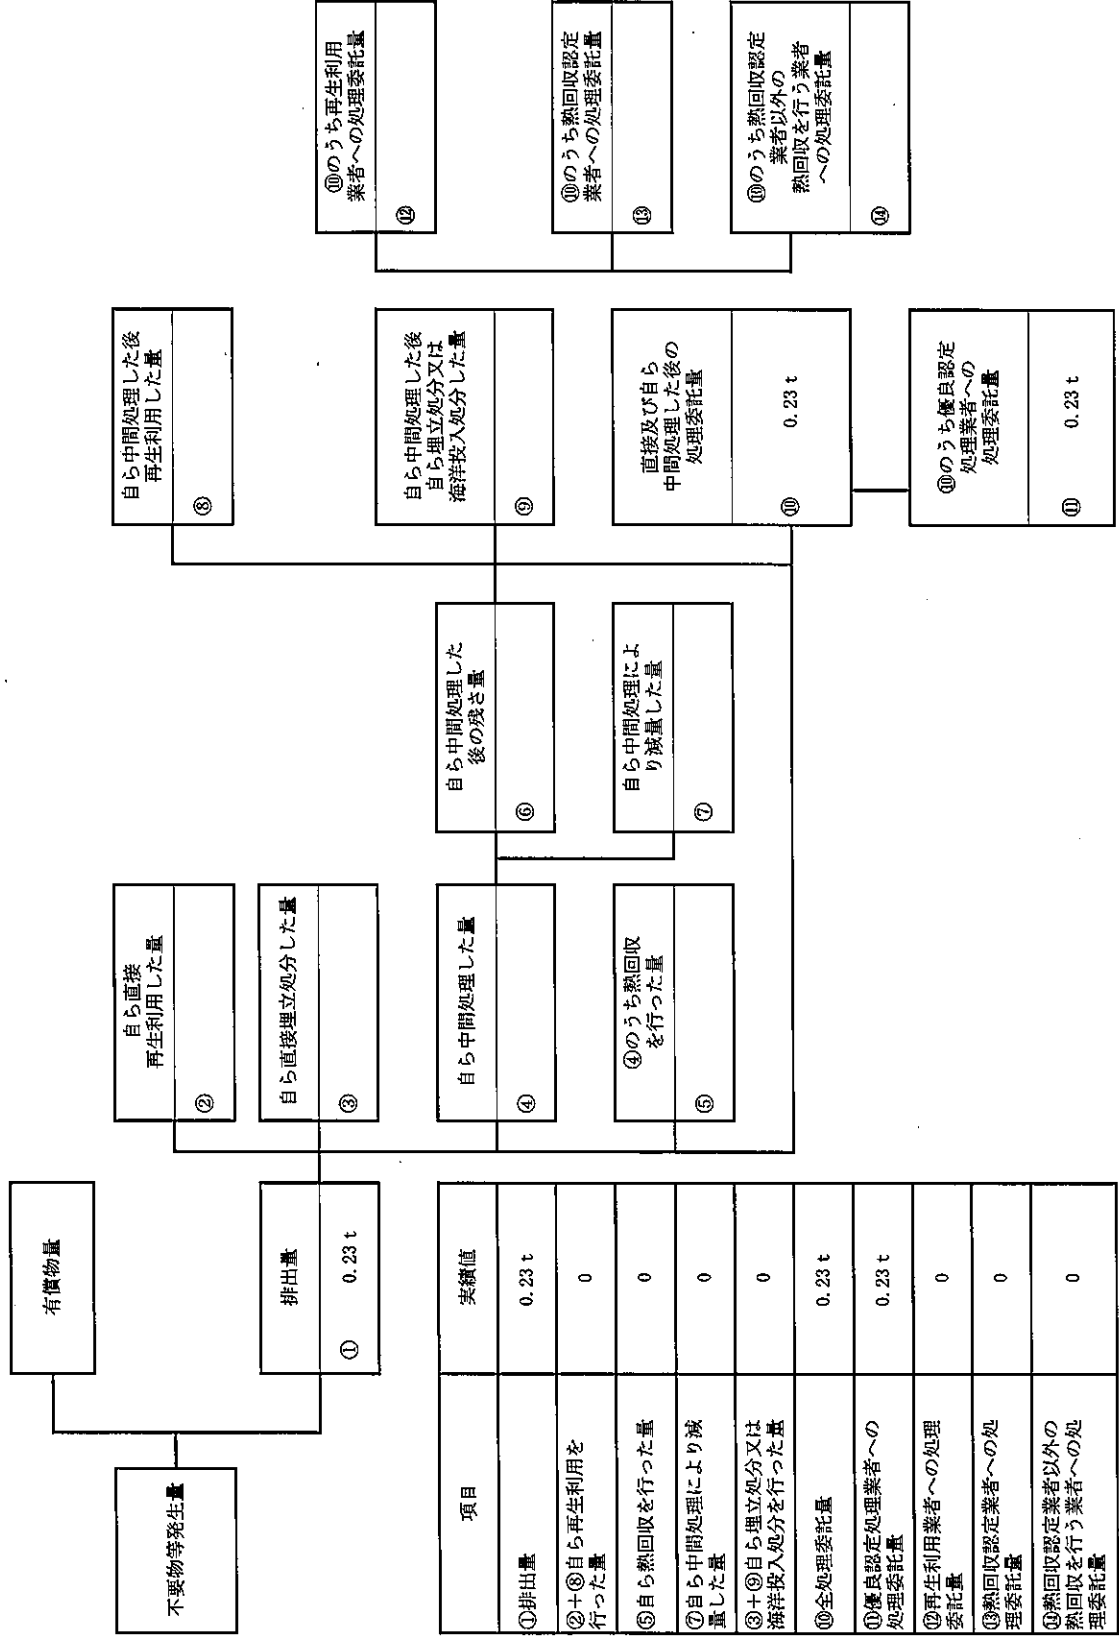 不要物等発生量
有償物量
排出量
① 0.23 t
自ら直接
再生利用した量
②
自ら直接埋立処分した量
③
自ら中間処理した量
④
④のうち熱回収
を行った量
⑤
自ら中間処理した
後の残さ量
⑥
自ら中間処理によ
り減量した量
⑦
自ら中間処理した後
再生利用した量
⑧
自ら中間処理した後
自ら埋立処分又は
海洋投入処分した量
⑨
直接及び自ら
中間処理した後の
処理委託量
⑩ 0.23 t
⑩のうち優良認定
処理業者への
処理委託量
⑪ 0.23 t
⑩のうち再生利用
業者への処理委託量
⑫
⑩のうち熱回収認定
業者への処理委託量
⑬
⑩のうち熱回収認定
業者以外の
熱回収を行う業者
への処理委託量
⑭
項目 実績値
①排出量 0.23 t
②+⑧自ら再生利用を
行った量 0
⑤自ら熱回収を行った量 0
⑦自ら中間処理により減
量した量 0
③+⑨自ら埋立処分又は
海洋投入処分を行った量 0
⑩全処理委託量 0.23 t
⑪優良認定処理業者への
処理委託量 0.23 t
⑫再生利用業者への処理
委託量 0
⑬熱回収認定業者への処
理委託量 0
⑭熱回収認定業者以外の
熱回収を行う業者への処
理委託量 0